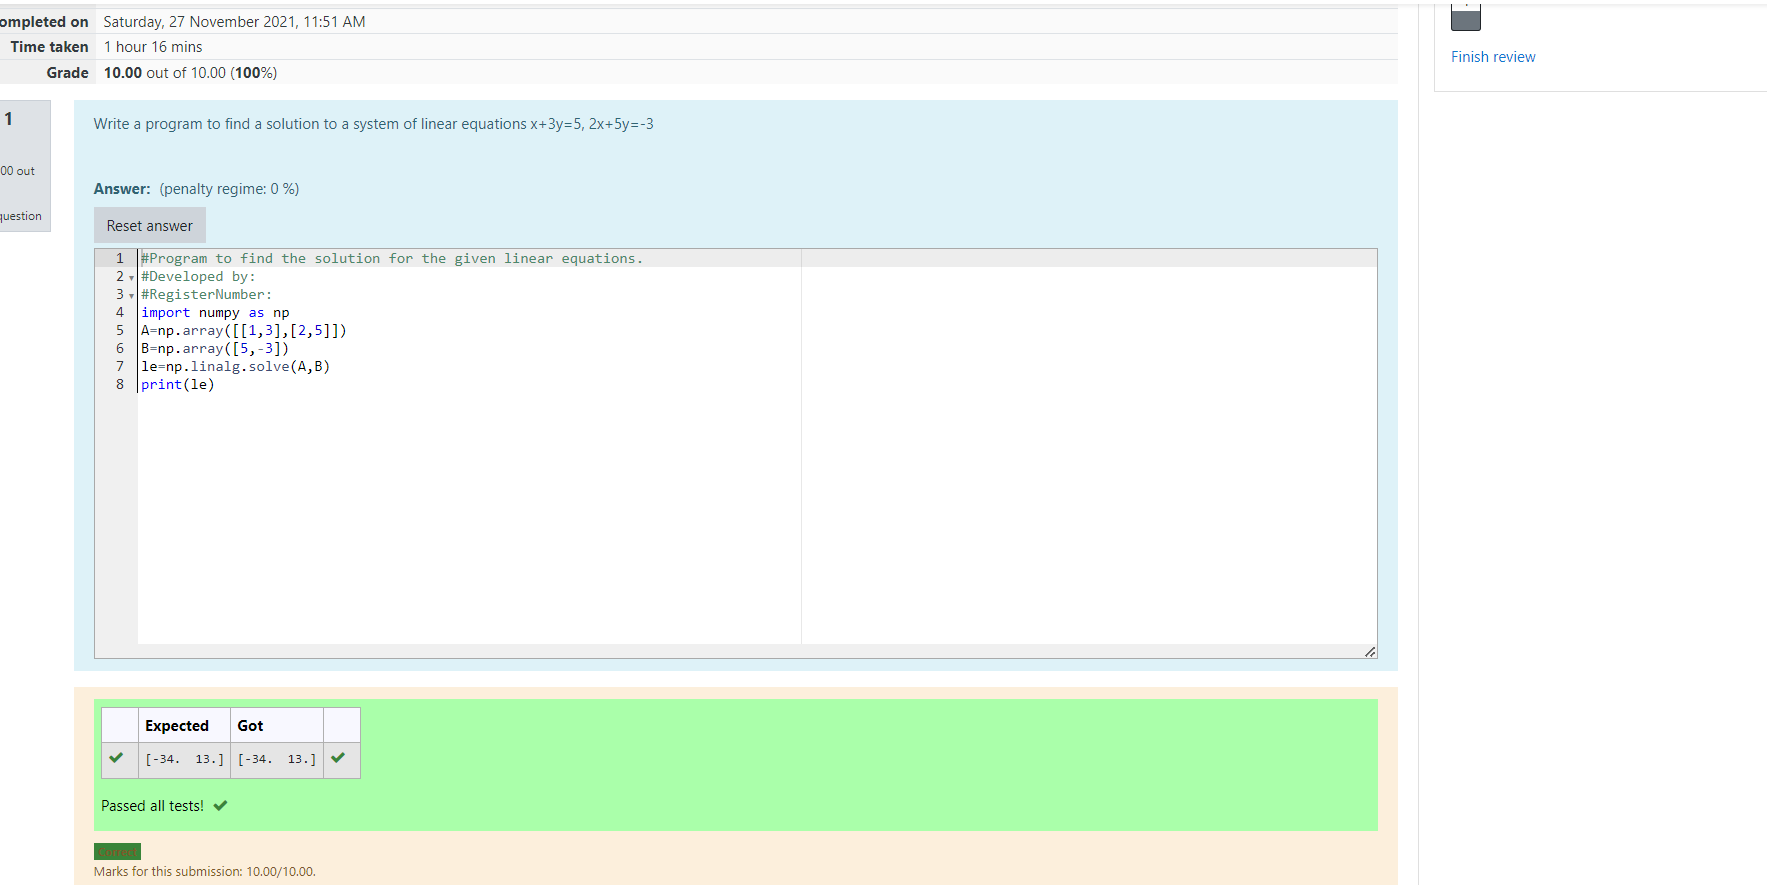 ompleted on Saturday, 27 November 2021, 11:51 AM
Time taken 1 hour 16 mins
Grade 10.00 out of 10.00 (100%)
Finish review
1
00 out
question
Write a program to find a solution to a system of linear equations x+3y=5, 2x+5y=-3
Answer: (penalty regime: 0 %)
Reset answer
1 #Program to find the solution for the given linear equations.
2 #Developed by:
3 #RegisterNumber:
4 import numpy as np
5 A=np.array([[1,3],[2,5]])
6 B=np.array([5,-3])
7 le=np.linalg.solve(A,B)
8 print(le)
Expected Got
[-34.  13.] [-34.  13.]
Passed all tests!
Correct
Marks for this submission: 10.00/10.00.